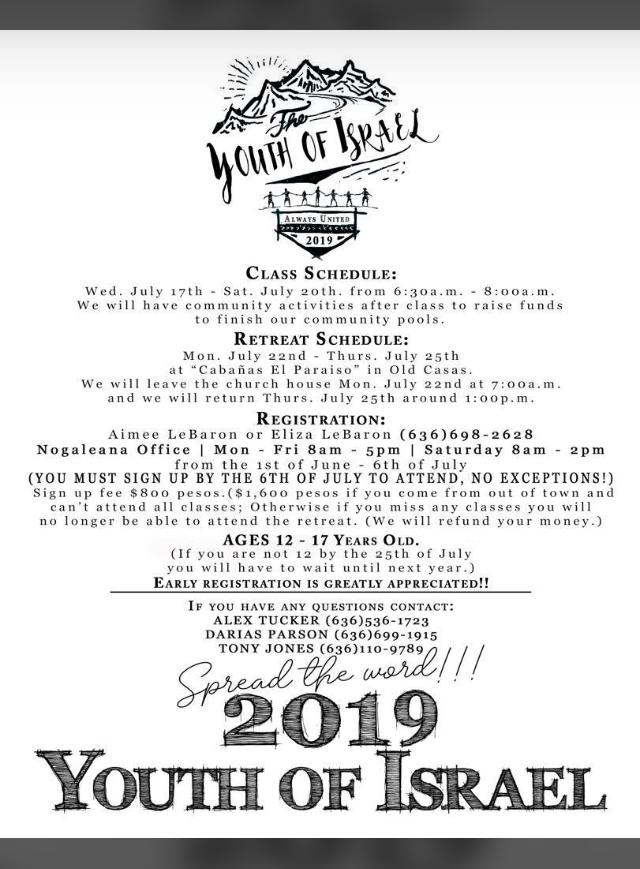 The
Youth of Israel
Always United
2019
Class Schedule:
Wed. July 17th - Sat. July 20th. from 6:30a.m. - 8:00a.m.
We will have community activities after class to raise funds
to finish our community pools.
Retreat Schedule:
Mon. July 22nd - Thurs. July 25th
at “Cabañas El Paraiso” in Old Casas.
We will leave the church house Mon. July 22nd at 7:00a.m.
and we will return Thurs. July 25th around 1:00p.m.
Registration:
Aimee LeBaron or Eliza LeBaron (636)698-2628
Nogaleana Office | Mon - Fri 8am - 5pm | Saturday 8am - 2pm
from the 1st of June - 6th of July
(YOU MUST SIGN UP BY THE 6TH OF JULY TO ATTEND, NO EXCEPTIONS!)
Sign up fee $800 pesos.($1,600 pesos if you come from out of town and
can't attend all classes; Otherwise if you miss any classes you will
no longer be able to attend the retreat. (We will refund your money.)
AGES 12 - 17 Years Old.
(If you are not 12 by the 25th of July
you will have to wait until next year.)
Early registration is greatly appreciated!!
If you have any questions contact:
ALEX TUCKER (636)536-1723
DARIAS PARSON (636)699-1915
TONY JONES (636)110-9789
Spread the word!!!
2019
Youth of Israel